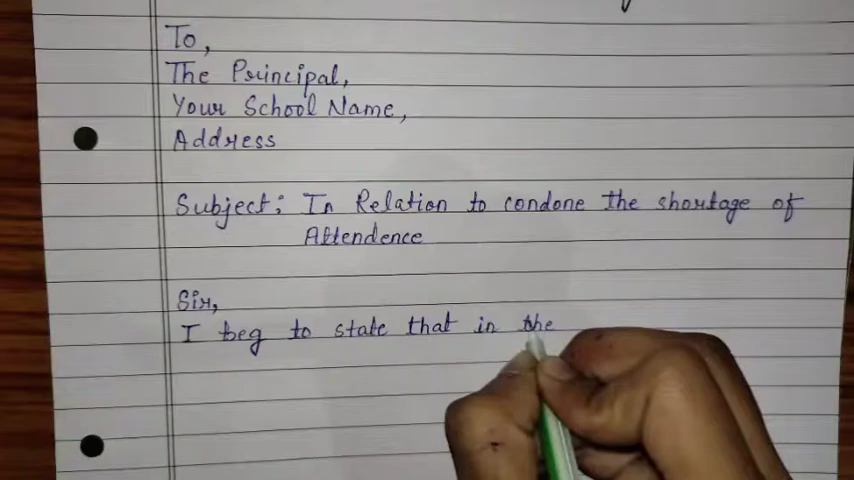 To,
The Principal,
Your School Name,
Address
Subject: In Relation to condone the shortage of
Attendence
Sir,
I beg to state that in the